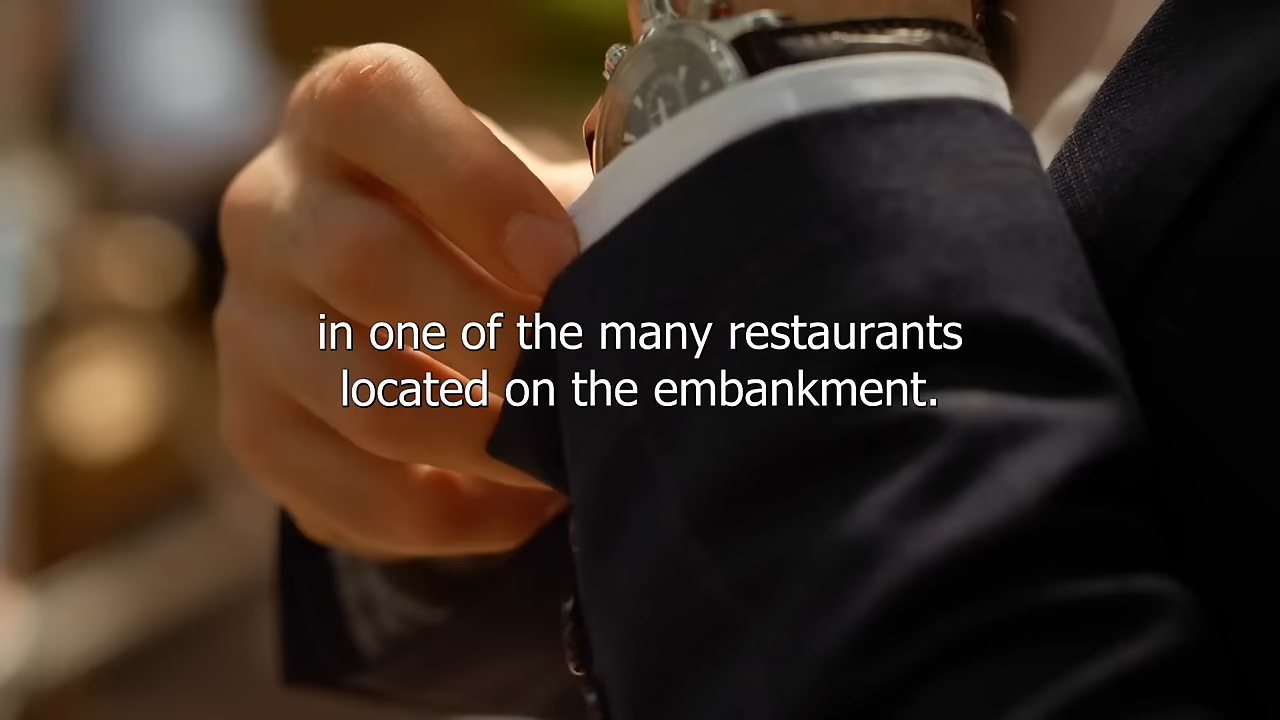 in one of the many restaurants
located on the embankment.